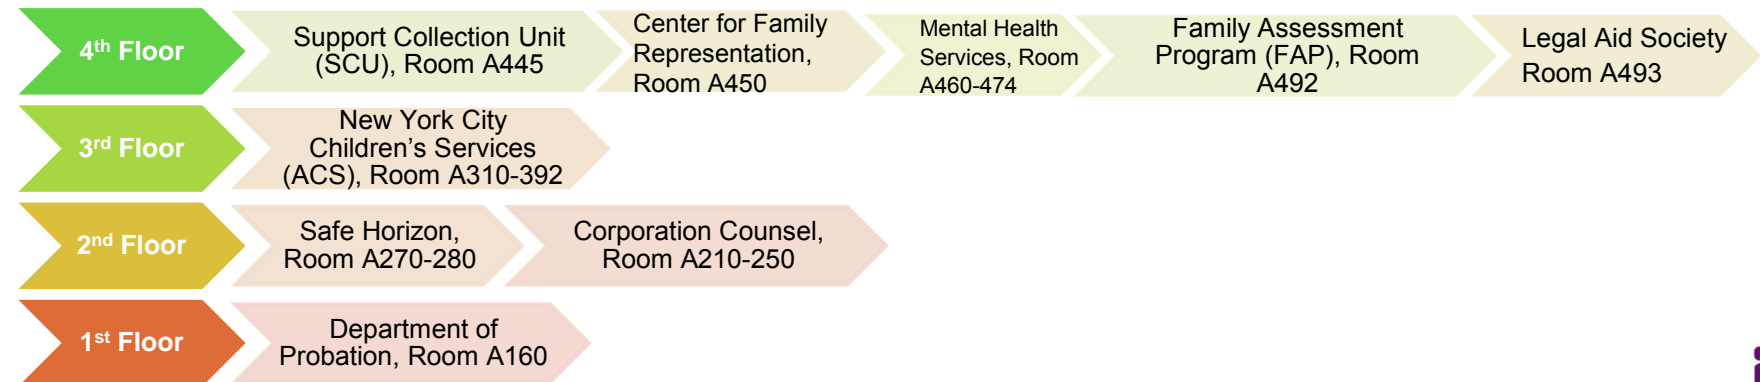 4th Floor
Support Collection Unit
(SCU), Room A445
Center for Family
Representation,
Room A450
Mental Health
Services, Room
A460-474
Family Assessment
Program (FAP), Room
A492
Legal Aid Society
Room A493
3rd Floor
New York City
Children’s Services
(ACS), Room A310-392
2nd Floor
Safe Horizon,
Room A270-280
Corporation Counsel,
Room A210-250
1st Floor
Department of
Probation, Room A160